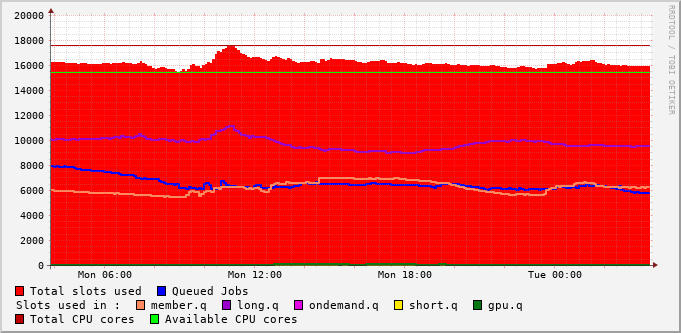 20000
18000
16000
14000
12000
10000
8000
6000
4000
2000
0
Mon 06:00 Mon 12:00 Mon 18:00 Tue 00:00
Total slots used Queued Jobs
Slots used in : member.q long.q ondemand.q short.q gpu.q
Total CPU cores Available CPU cores
RRDTOOL / TOBI OETIKER